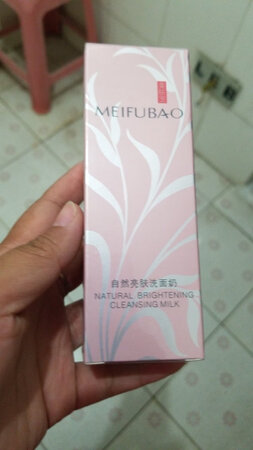 MEIFUBAO
自然亮肤洗面奶
NATURAL BRIGHTENING
CLEANSING MILK